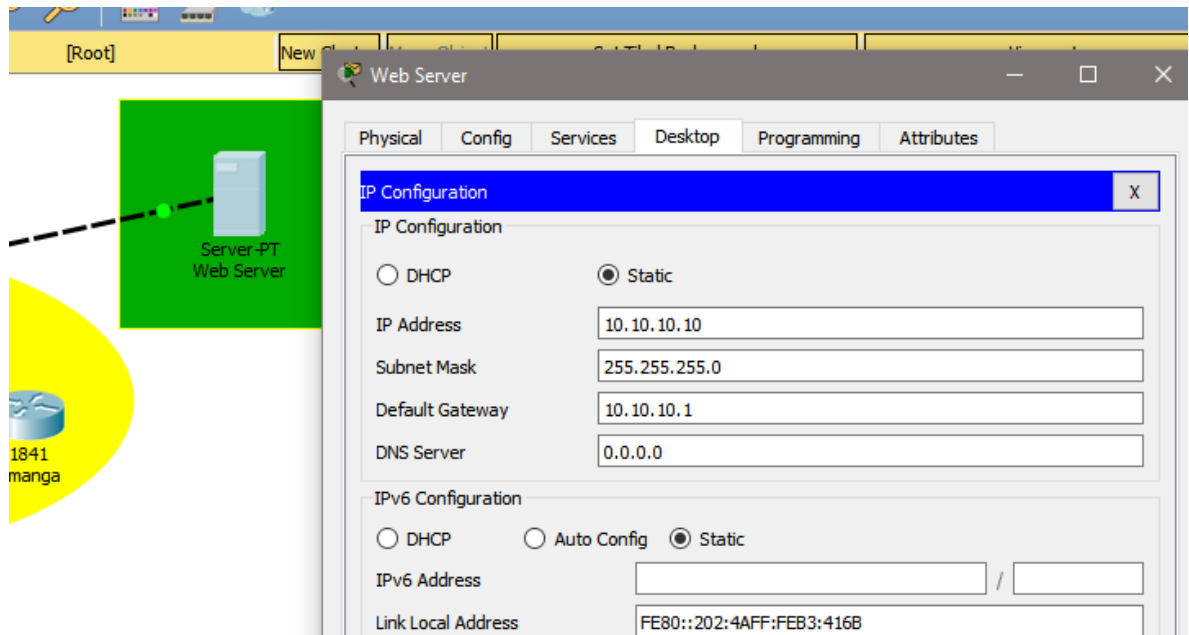 [Root]
New
Web Server
Physical Config Services Desktop Programming Attributes
IP Configuration X
IP Configuration
DHCP Static
IP Address 10.10.10.10
Subnet Mask 255.255.255.0
Default Gateway 10.10.10.1
DNS Server 0.0.0.0
IPv6 Configuration
DHCP Auto Config Static
IPv6 Address /
Link Local Address FE80::202:4AFF:FEB3:416B
Server-PT
Web Server
1841
manga